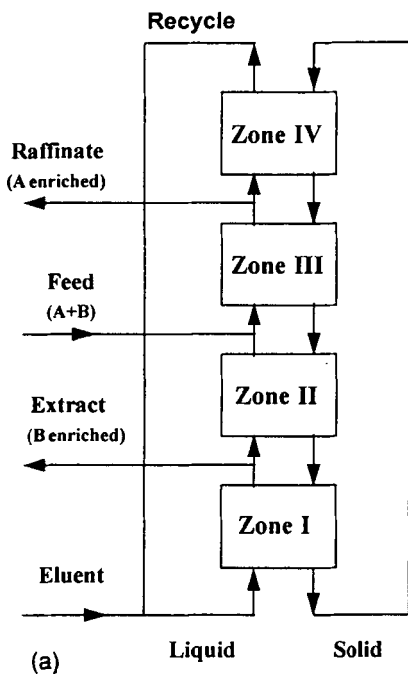 Recycle
Zone IV
Raffinate
(A enriched)
Zone III
Feed
(A+B)
Zone II
Extract
(B enriched)
Zone I
Eluent
(a)
Liquid
Solid